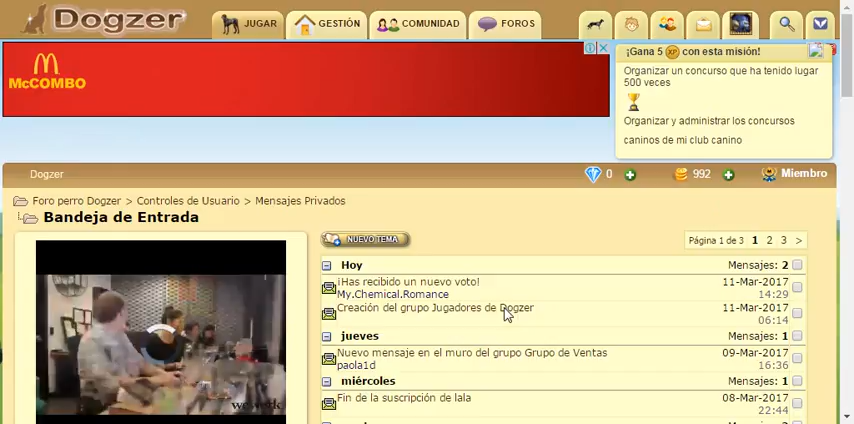 Dogzer
JUGAR
GESTIÓN
COMUNIDAD
FOROS
McCOMBO
¡Gana 5 XP con esta misión!
Organizar un concurso que ha tenido lugar
500 veces
Organizar y administrar los concursos
caninos de mi club canino
Dogzer
0
992
Miembro
Foro perro Dogzer > Controles de Usuario > Mensajes Privados
Bandeja de Entrada
NUEVO TEMA
Página 1 de 3 1 2 3 >
Hoy Mensajes: 2
¡Has recibido un nuevo voto! 11-Mar-2017
My.Chemical.Romance 14:29
Creación del grupo Jugadores de Dogzer 11-Mar-2017
06:14
jueves Mensajes: 1
Nuevo mensaje en el muro del grupo Grupo de Ventas 09-Mar-2017
paola1d 16:36
miércoles Mensajes: 1
Fin de la suscripción de lala 08-Mar-2017
22:44
we work